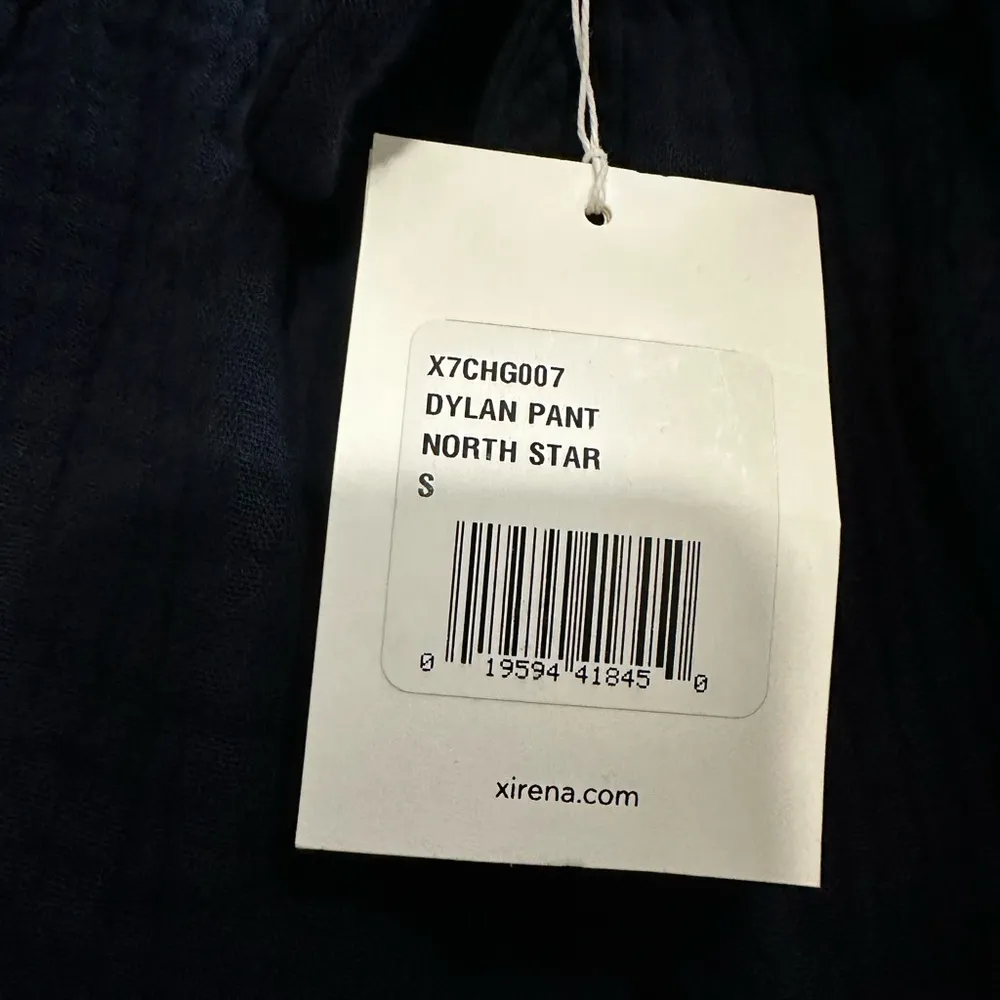 X7CHG007
DYLAN PANT
NORTH STAR
S
0 19594 41845 0
xirena.com